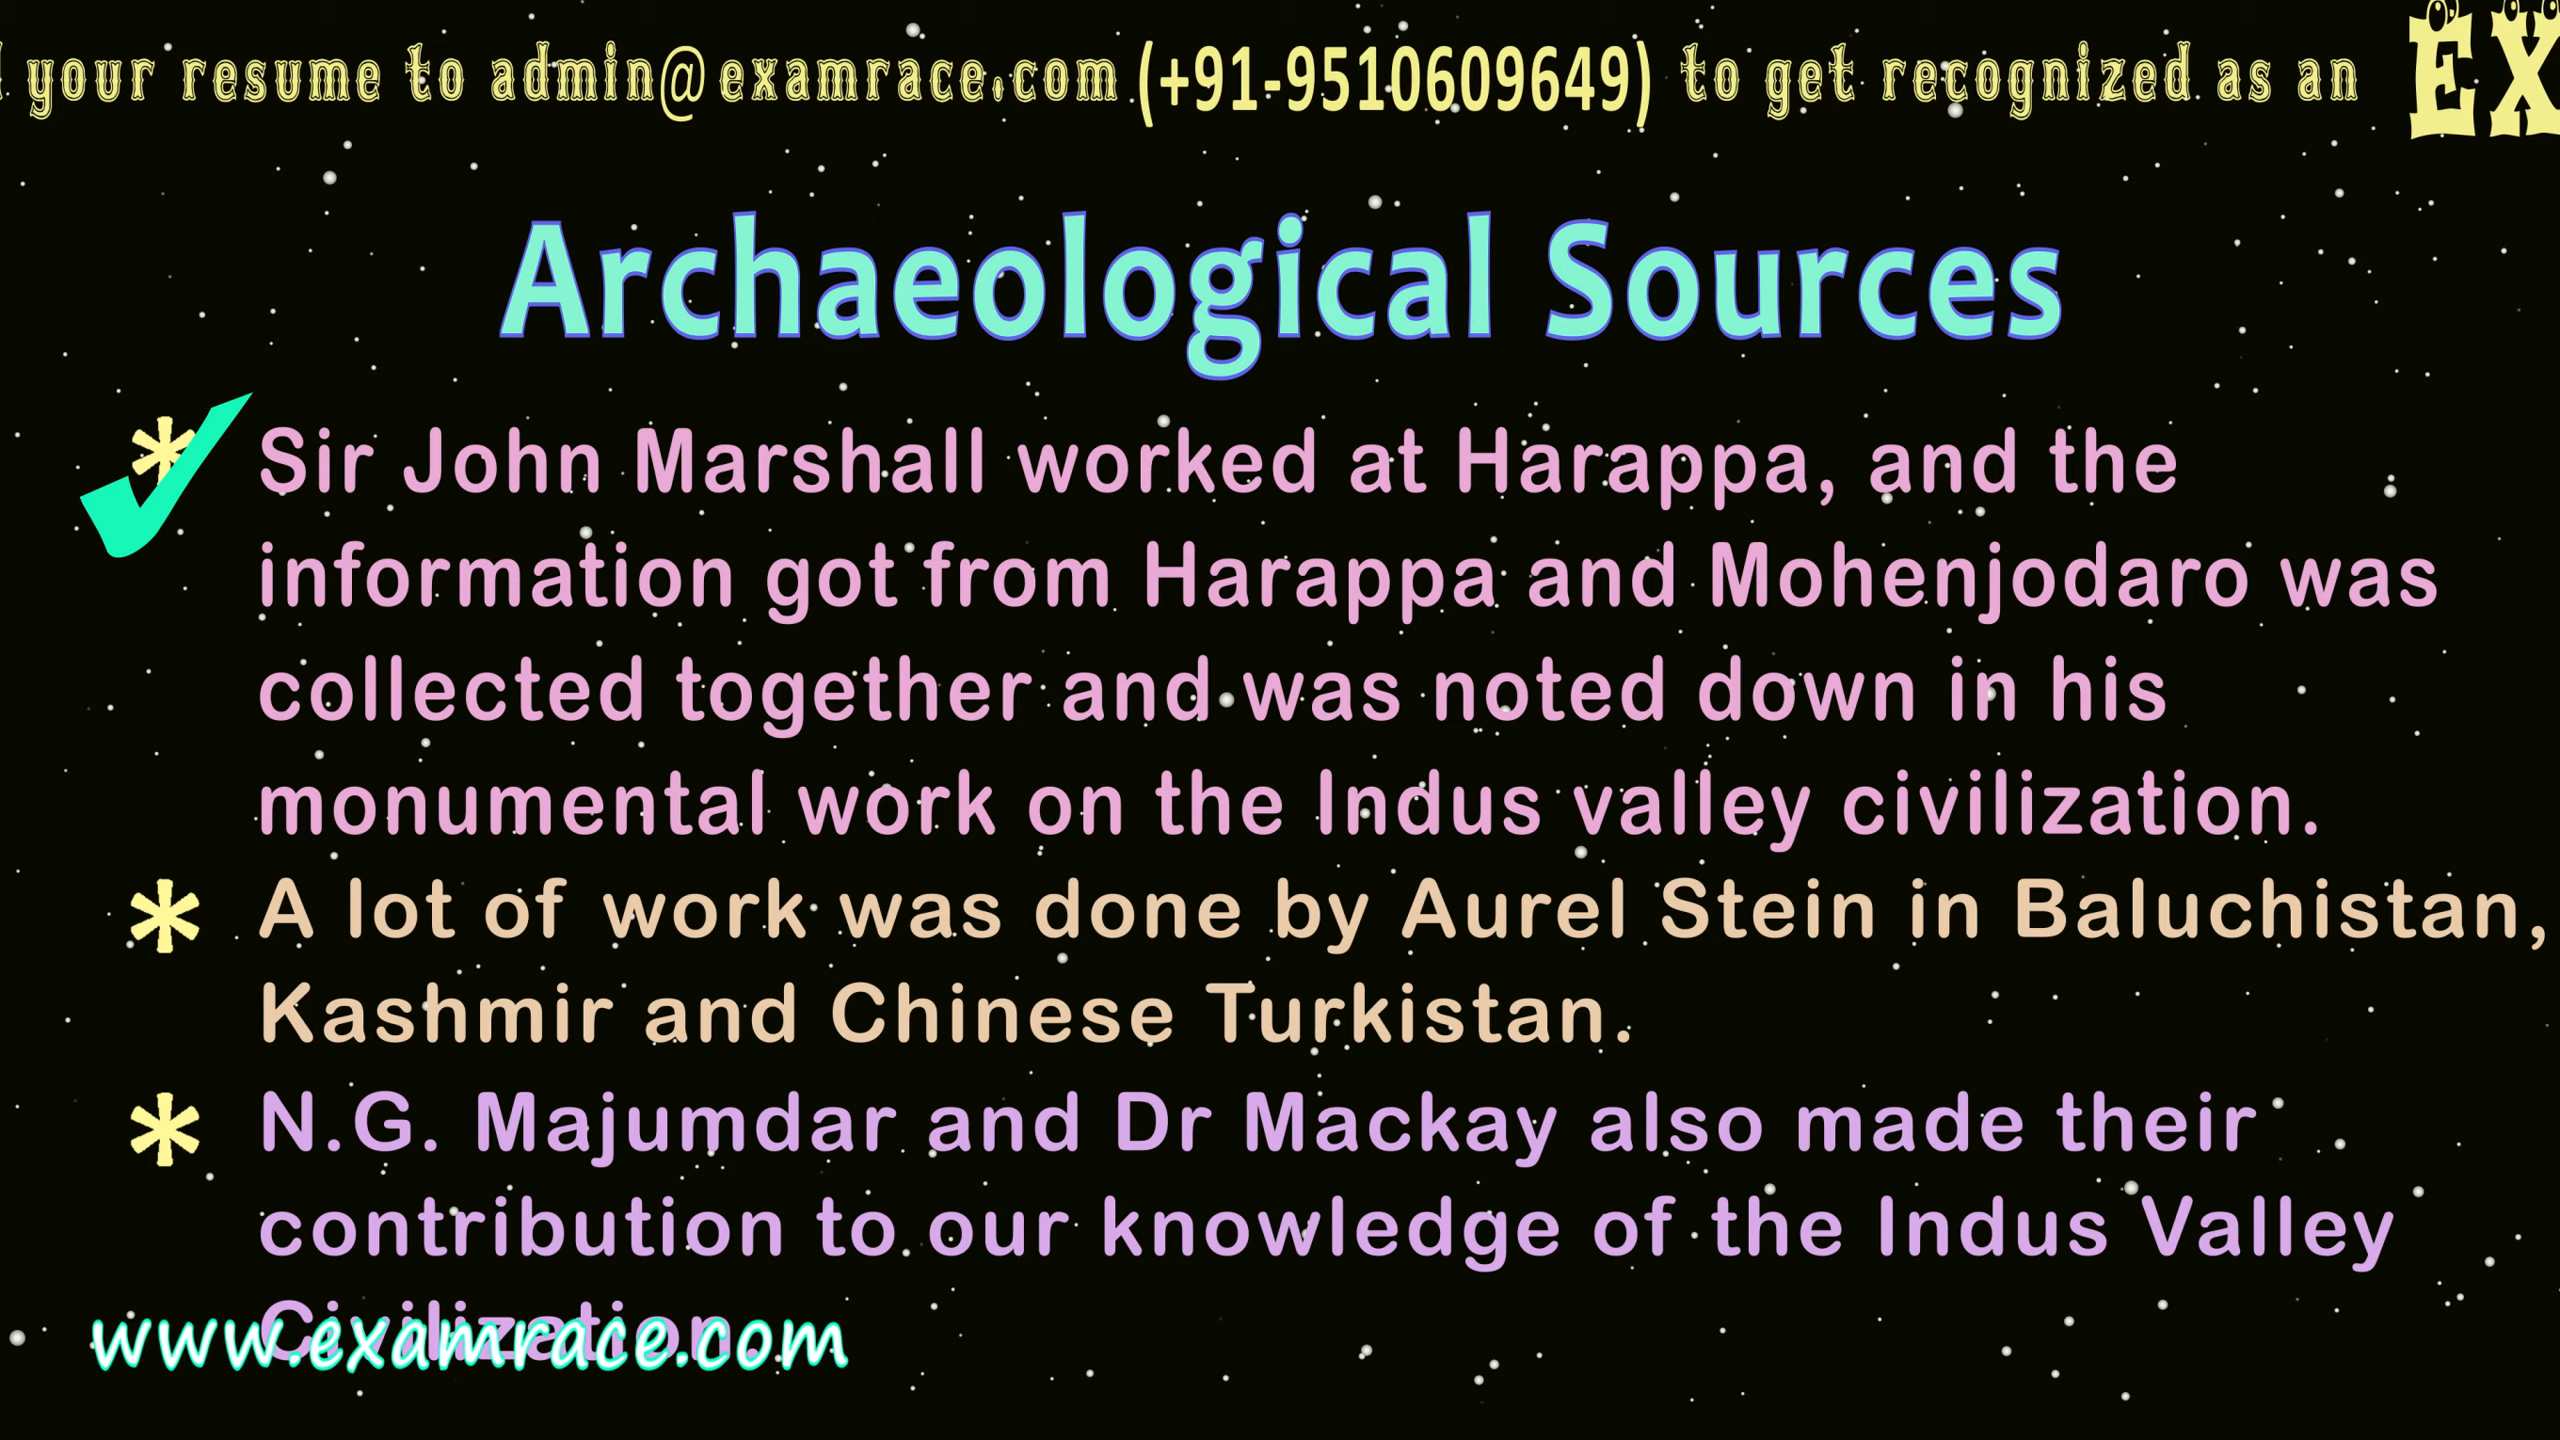 your resume to admin@examrace.com (+91-9510609649) to get recognized as an EX
Archaeological Sources
* Sir John Marshall worked at Harappa, and the
information got from Harappa and Mohenjodaro was
collected together and was noted down in his
monumental work on the Indus valley civilization.
* A lot of work was done by Aurel Stein in Baluchistan,
Kashmir and Chinese Turkistan.
* N.G. Majumdar and Dr Mackay also made their
contribution to our knowledge of the Indus Valley
Civilization.
www.examrace.com